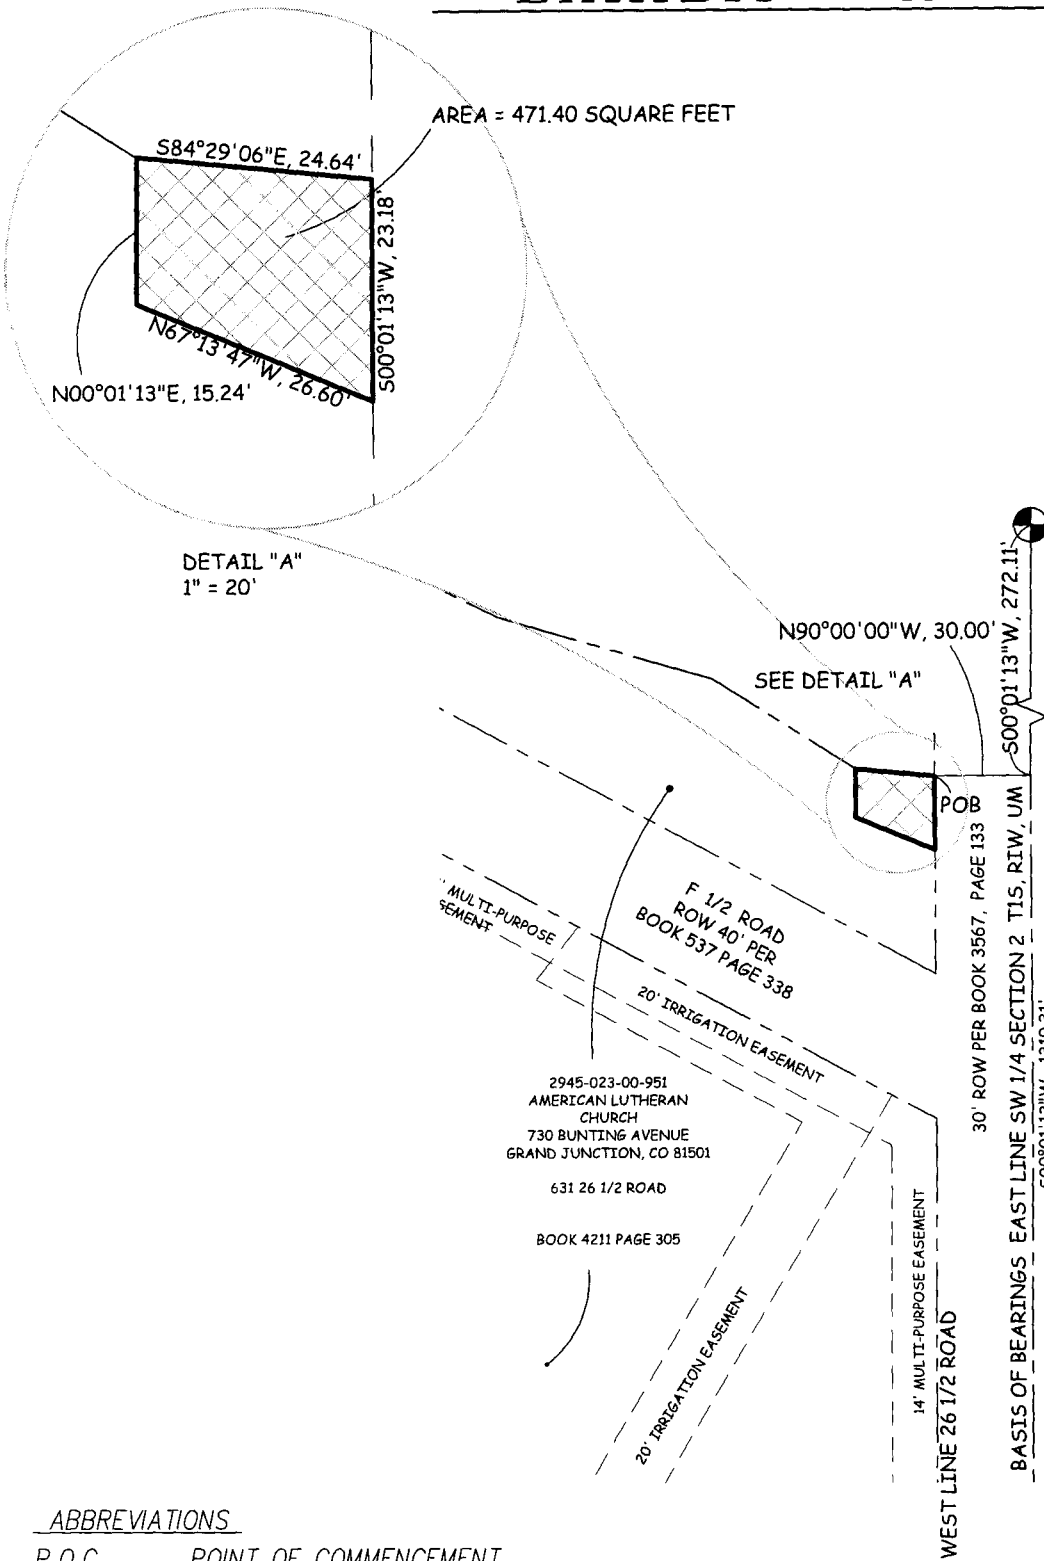 AREA = 471.40 SQUARE FEET
S84°29'06"E, 24.64'
S00°01'13"W, 23.18'
N67°13'47"W, 26.60'
N00°01'13"E, 15.24'
DETAIL "A"
1" = 20'
N90°00'00"W, 30.00'
S00°01'13"W, 272.11'
SEE DETAIL "A"
POB
F 1/2 ROAD
ROW 40' PER
BOOK 537 PAGE 338
' MULTI-PURPOSE
SEMENT
20' IRRIGATION EASEMENT
2945-023-00-951
AMERICAN LUTHERAN
CHURCH
730 BUNTING AVENUE
GRAND JUNCTION, CO 81501
631 26 1/2 ROAD
BOOK 4211 PAGE 305
20' IRRIGATION EASEMENT
14' MULTI-PURPOSE EASEMENT
WEST LINE 26 1/2 ROAD
30' ROW PER BOOK 3567, PAGE 133
BASIS OF BEARINGS EAST LINE SW 1/4 SECTION 2 T1S, R1W, UM
ABBREVIATIONS
P.O.C. POINT OF COMMENCEMENT